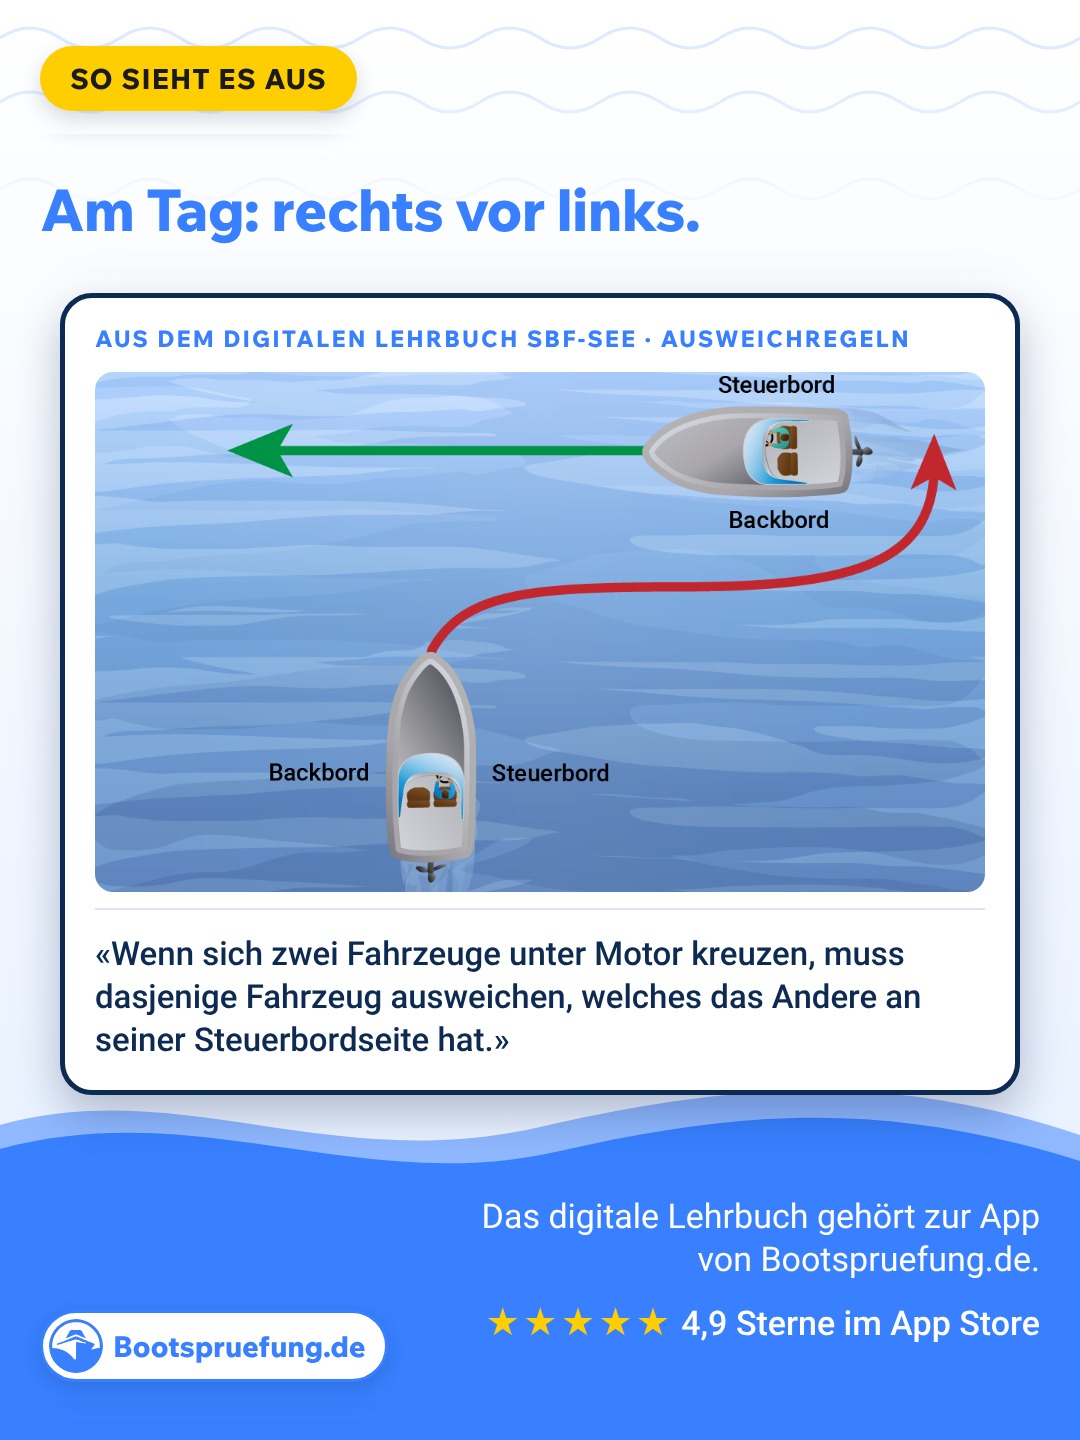 SO SIEHT ES AUS
Am Tag: rechts vor links.
AUS DEM DIGITALEN LEHRBUCH SBF-SEE · AUSWEICHREGELN
Steuerbord
Backbord
Backbord
Steuerbord
«Wenn sich zwei Fahrzeuge unter Motor kreuzen, muss
dasjenige Fahrzeug ausweichen, welches das Andere an
seiner Steuerbordseite hat.»
Das digitale Lehrbuch gehört zur App
von Bootspruefung.de.
★★★★★ 4,9 Sterne im App Store
Bootspruefung.de